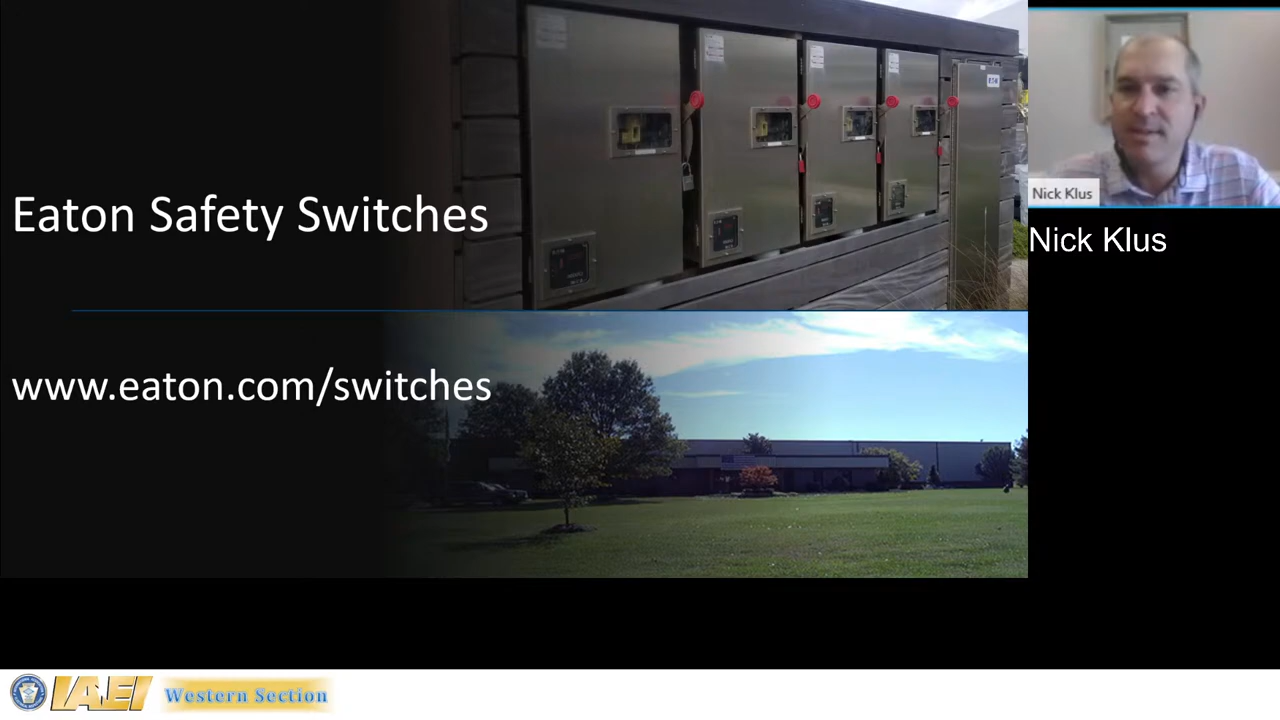 Eaton Safety Switches
www.eaton.com/switches
Nick Klus
Nick Klus
IAEI Western Section